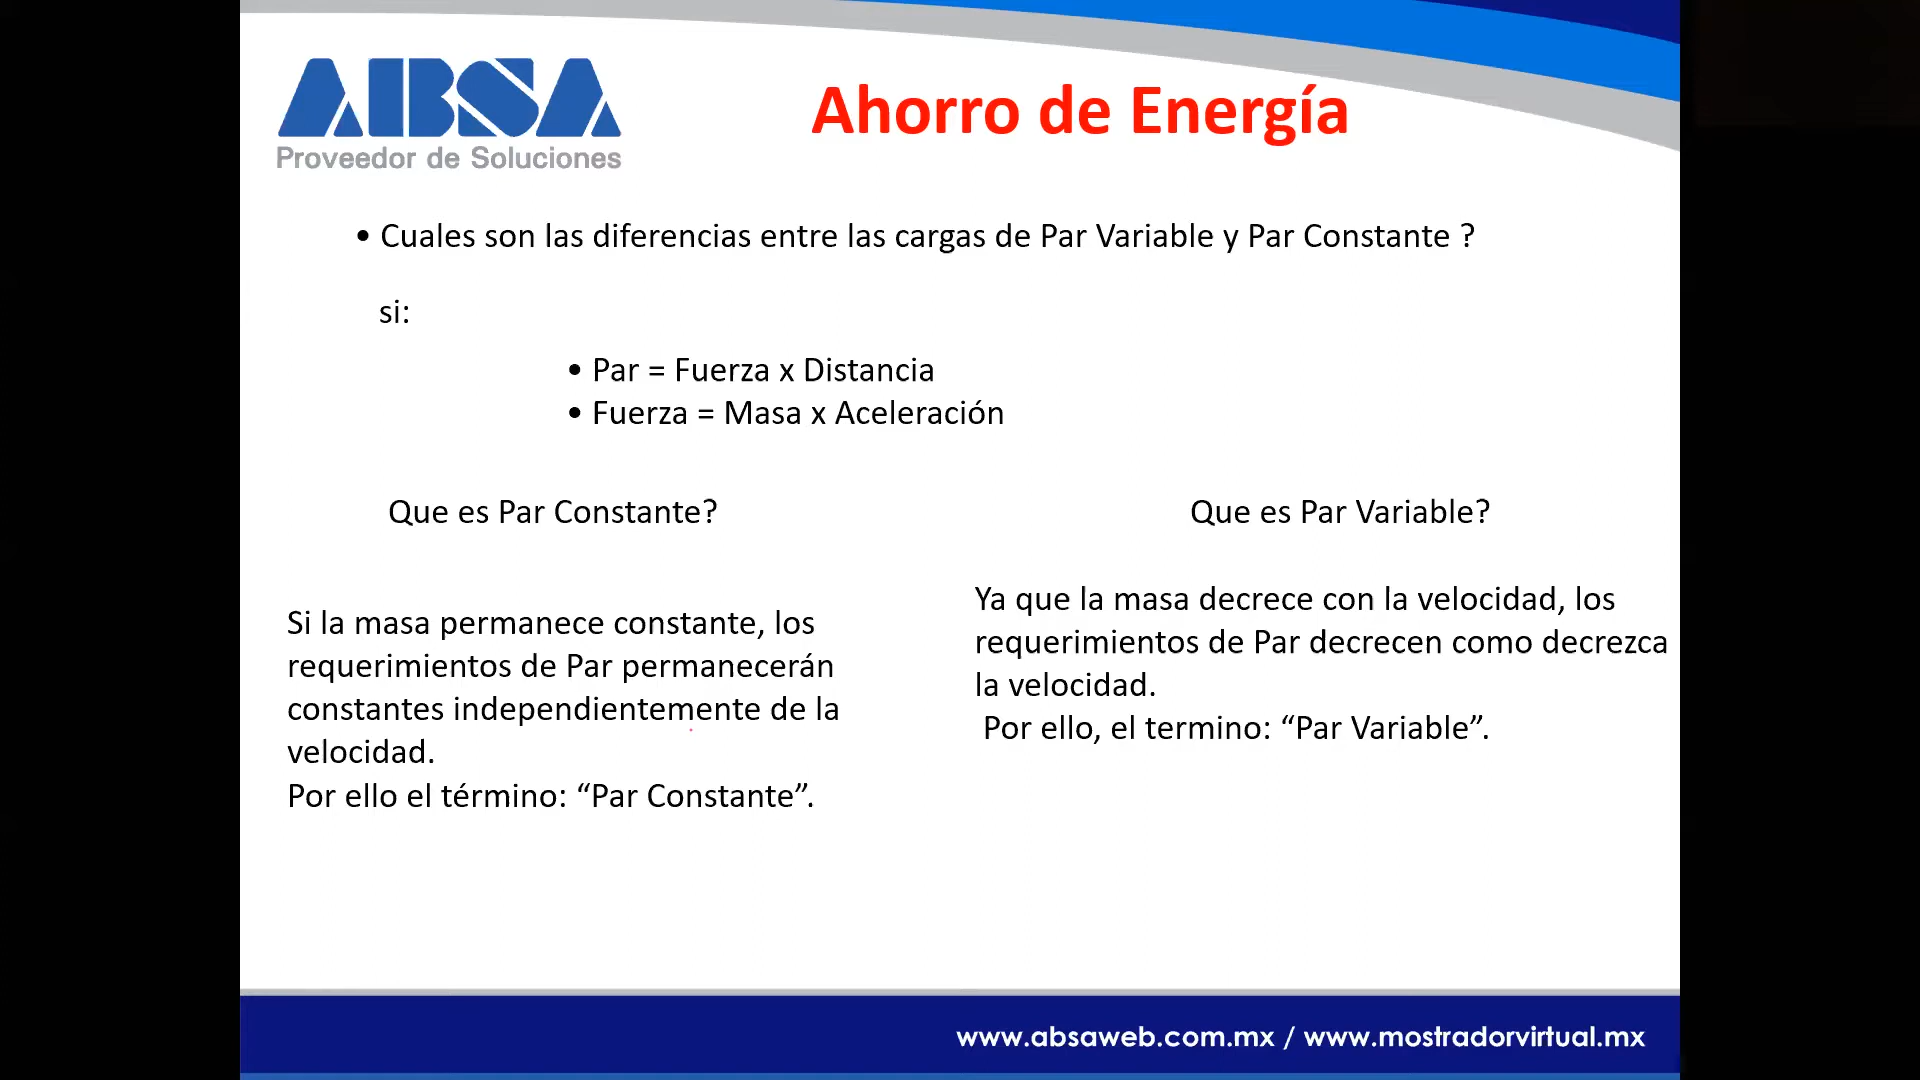 ABSA
Proveedor de Soluciones
Ahorro de Energía
• Cuales son las diferencias entre las cargas de Par Variable y Par Constante ?
si:
• Par = Fuerza x Distancia
• Fuerza = Masa x Aceleración
Que es Par Constante?
Si la masa permanece constante, los
requerimientos de Par permanecerán
constantes independientemente de la
velocidad.
Por ello el término: “Par Constante”.
Que es Par Variable?
Ya que la masa decrece con la velocidad, los
requerimientos de Par decrecen como decrezca
la velocidad.
Por ello, el termino: “Par Variable”.
www.absaweb.com.mx / www.mostradorvirtual.mx